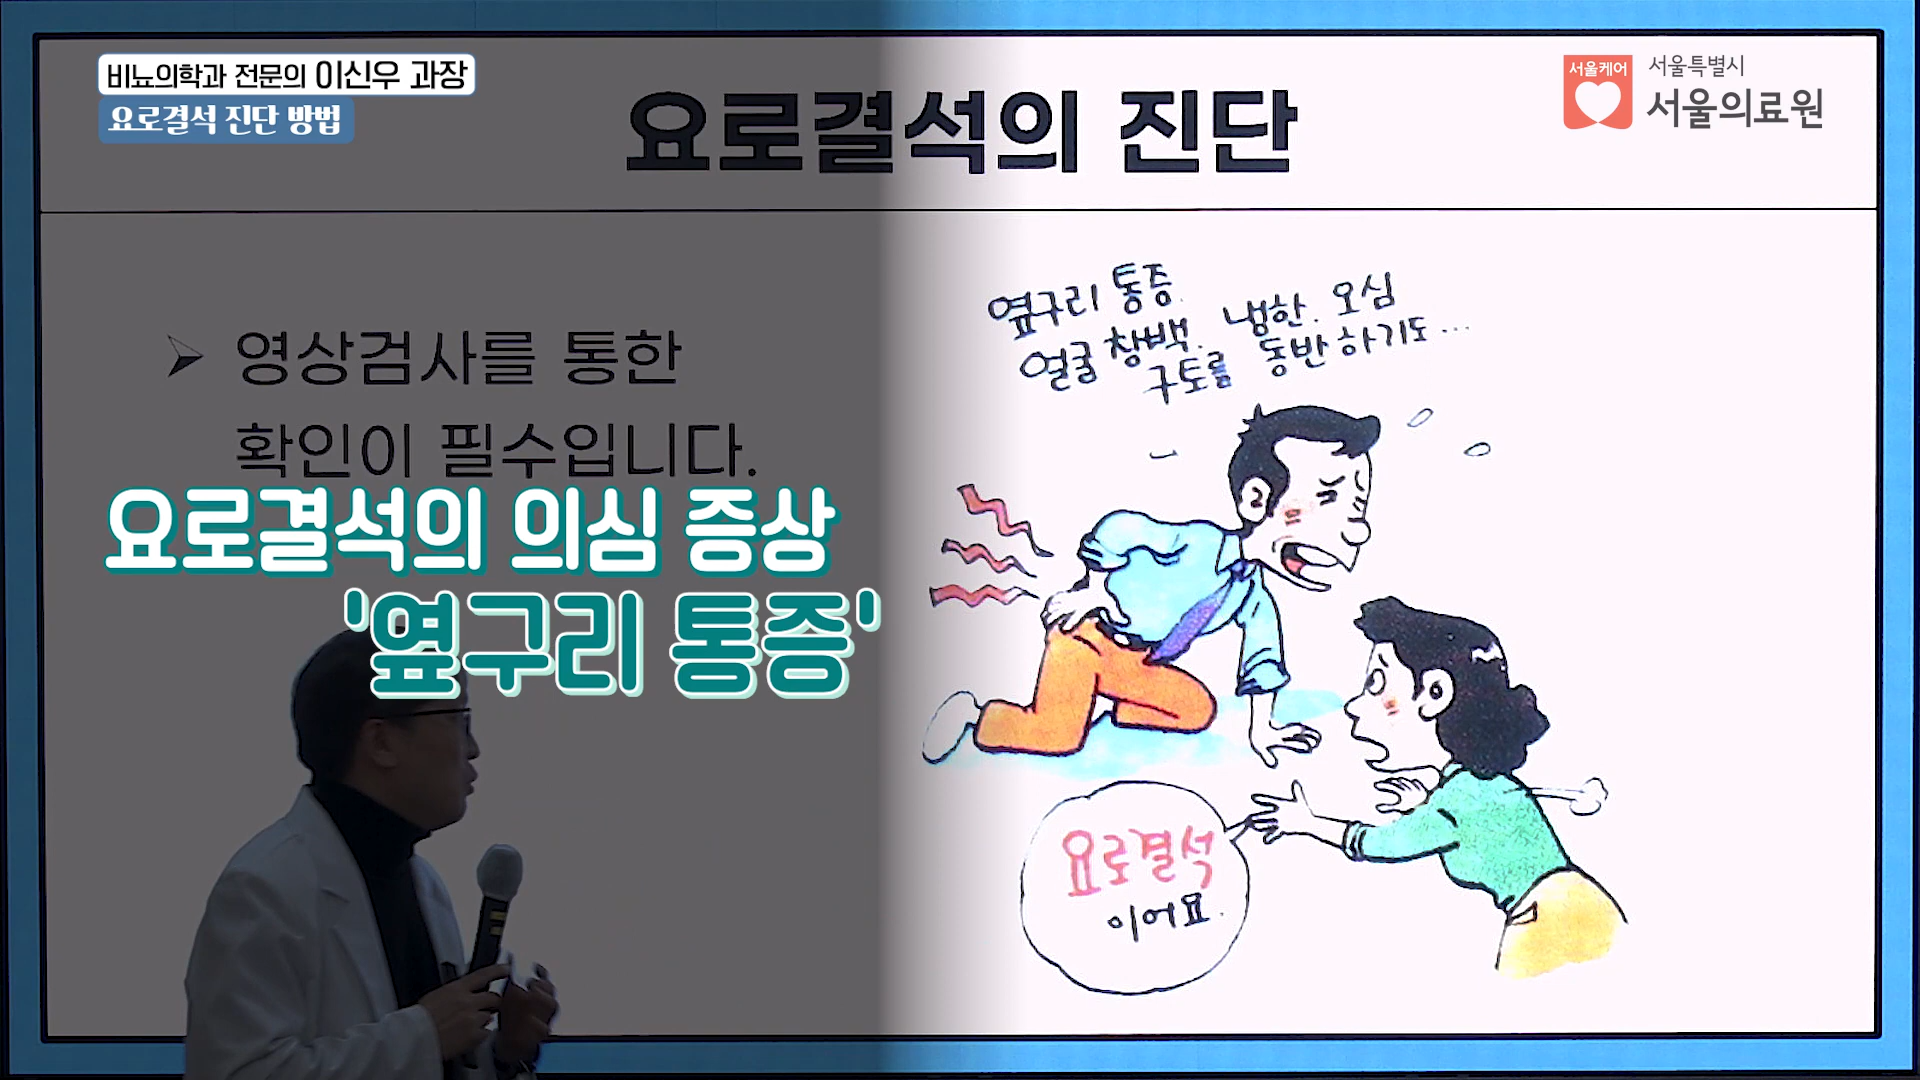 비뇨의학과 전문의 이신우 과장
요로결석 진단 방법
서울케어
서울특별시
서울의료원
요로결석의 진단
영상검사를 통한
확인이 필수입니다.
요로결석의 의심 증상
'옆구리 통증'
옆구리 통증.
얼굴 창백. 냉한. 오심
구토를 동반하기도...
요로결석
이어요.